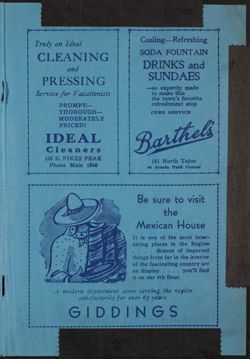 Truly an Ideal
CLEANING
and
PRESSING
Service for Vacationists
PROMPT—
THOROUGH—
MODERATELY
PRICED!
IDEAL
Cleaners
Phone Main 1846
Cooling—Refreshing
SODA FOUNTAIN
DRINKS and
SUNDAES
—so expertly made
to make this
the town's favorite
refreshment stop
CURB SERVICE
Barthel's
131 North Tejon
at Acacia Park Corner
Be sure to visit
the
Mexican House
It is one of the most inter-
esting places in the Region
. . . dozens of imported
things from far in the interior
of the fascinating country are
on display . . . you'll find
it on our 4th floor.
A modern department store serving the region
satisfactorily for over 65 years
GIDDINGS